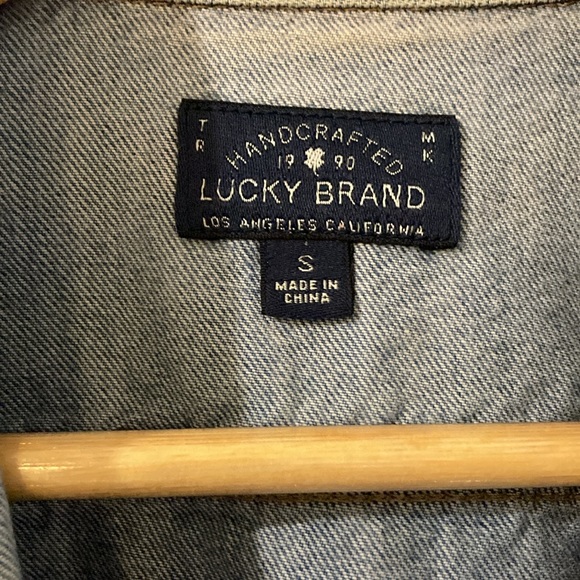 TR MK
HANDCRAFTED
19 90
LUCKY BRAND
LOS ANGELES CALIFORNIA
S
MADE IN
CHINA